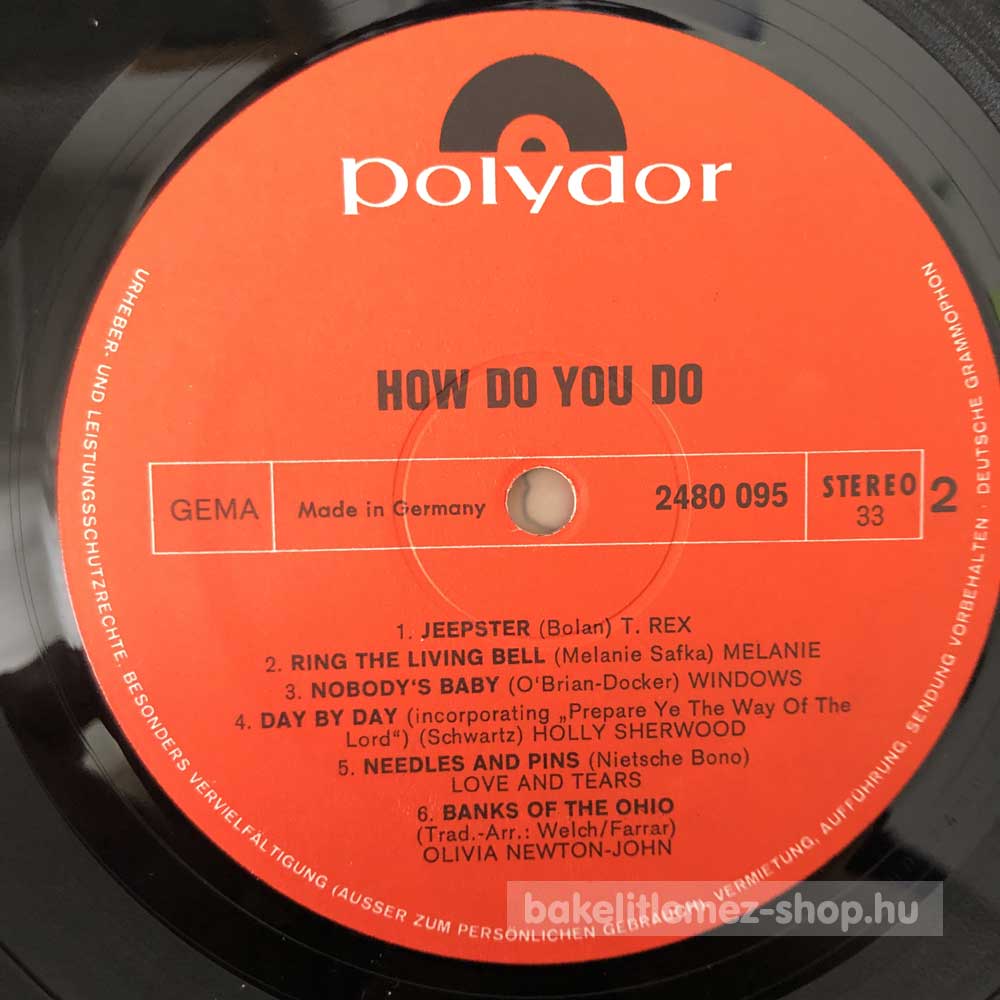 polydor
HOW DO YOU DO
GEMA
Made in Germany
2480 095
STEREO
33
2
1. JEEPSTER (Bolan) T. REX
2. RING THE LIVING BELL (Melanie Safka) MELANIE
3. NOBODY'S BABY (O'Brian-Docker) WINDOWS
4. DAY BY DAY (incorporating „Prepare Ye The Way Of The
Lord“) (Schwartz) HOLLY SHERWOOD
5. NEEDLES AND PINS (Nietsche Bono)
LOVE AND TEARS
6. BANKS OF THE OHIO
(Trad.-Arr.: Welch/Farrar)
OLIVIA NEWTON-JOHN
URHEBER- UND LEISTUNGSSCHUTZRECHTE, BESONDERS VERVIELFÄLTIGUNG (AUSSER ZUM PERSÖNLICHEN GEBRAUCH), VERMIETUNG, AUFFÜHRUNG, SENDUNG VORBEHALTEN · DEUTSCHE GRAMMOPHON
bakelitlemez-shop.hu